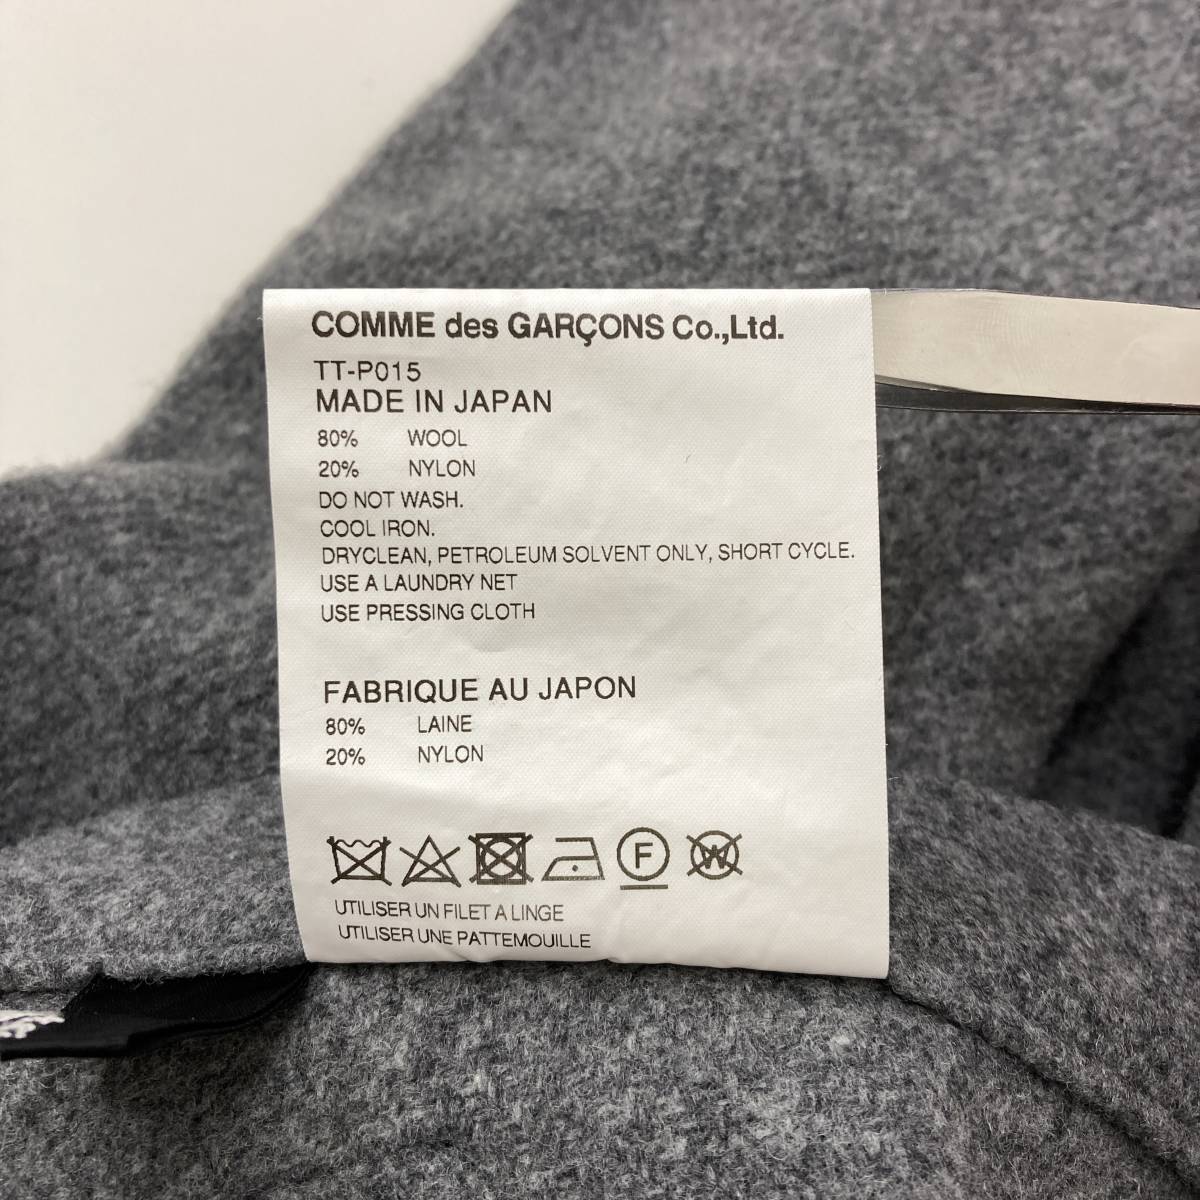 COMME des GARÇONS Co.,Ltd.
TT-P015
MADE IN JAPAN
80% WOOL
20% NYLON
DO NOT WASH.
COOL IRON.
DRYCLEAN, PETROLEUM SOLVENT ONLY, SHORT CYCLE.
USE A LAUNDRY NET
USE PRESSING CLOTH
FABRIQUE AU JAPON
80% LAINE
20% NYLON
F W
UTILISER UN FILET A LINGE
UTILISER UNE PATTEMOUILLE